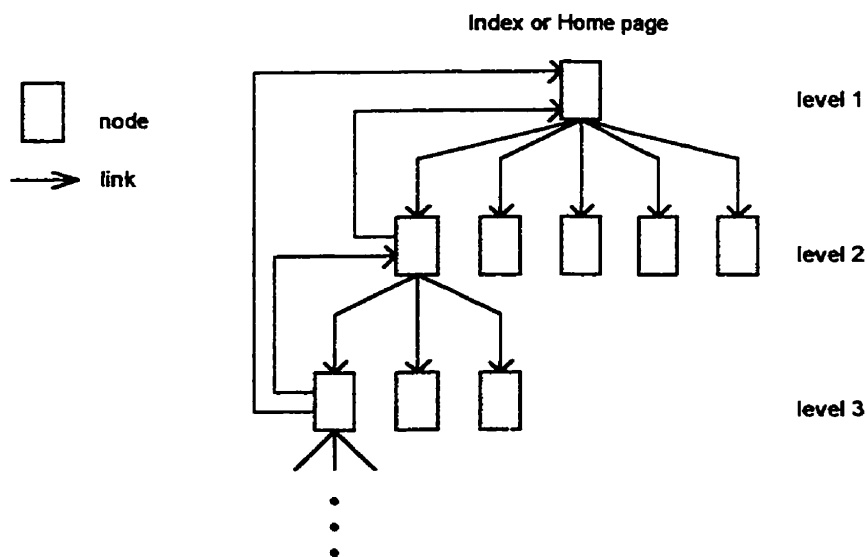 Index or Home page
level 1
node
link
level 2
level 3